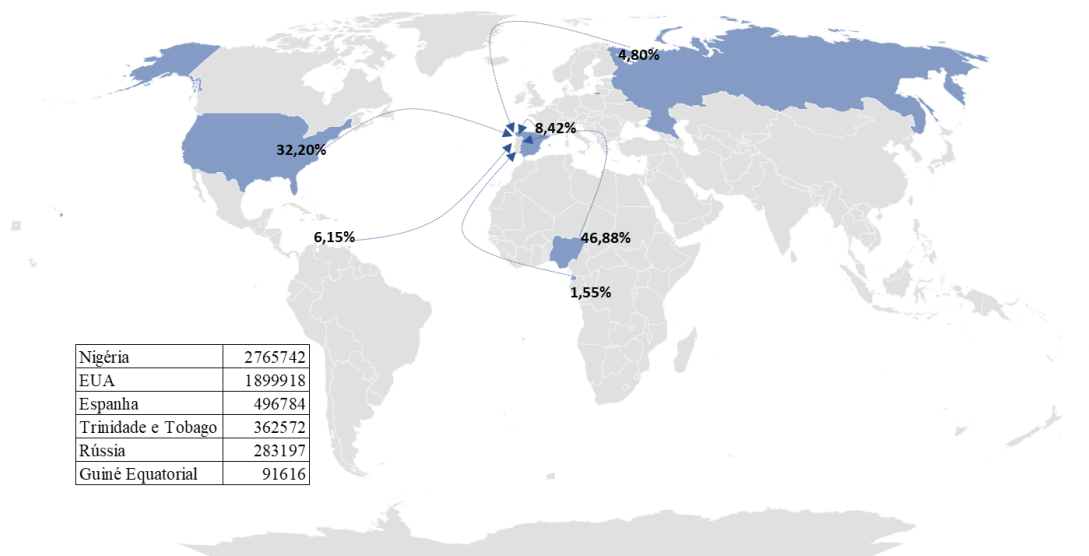 4,80%
8,42%
32,20%
6,15%
46,88%
1,55%
Nigéria 2765742
EUA 1899918
Espanha 496784
Trinidade e Tobago 362572
Rússia 283197
Guiné Equatorial 91616